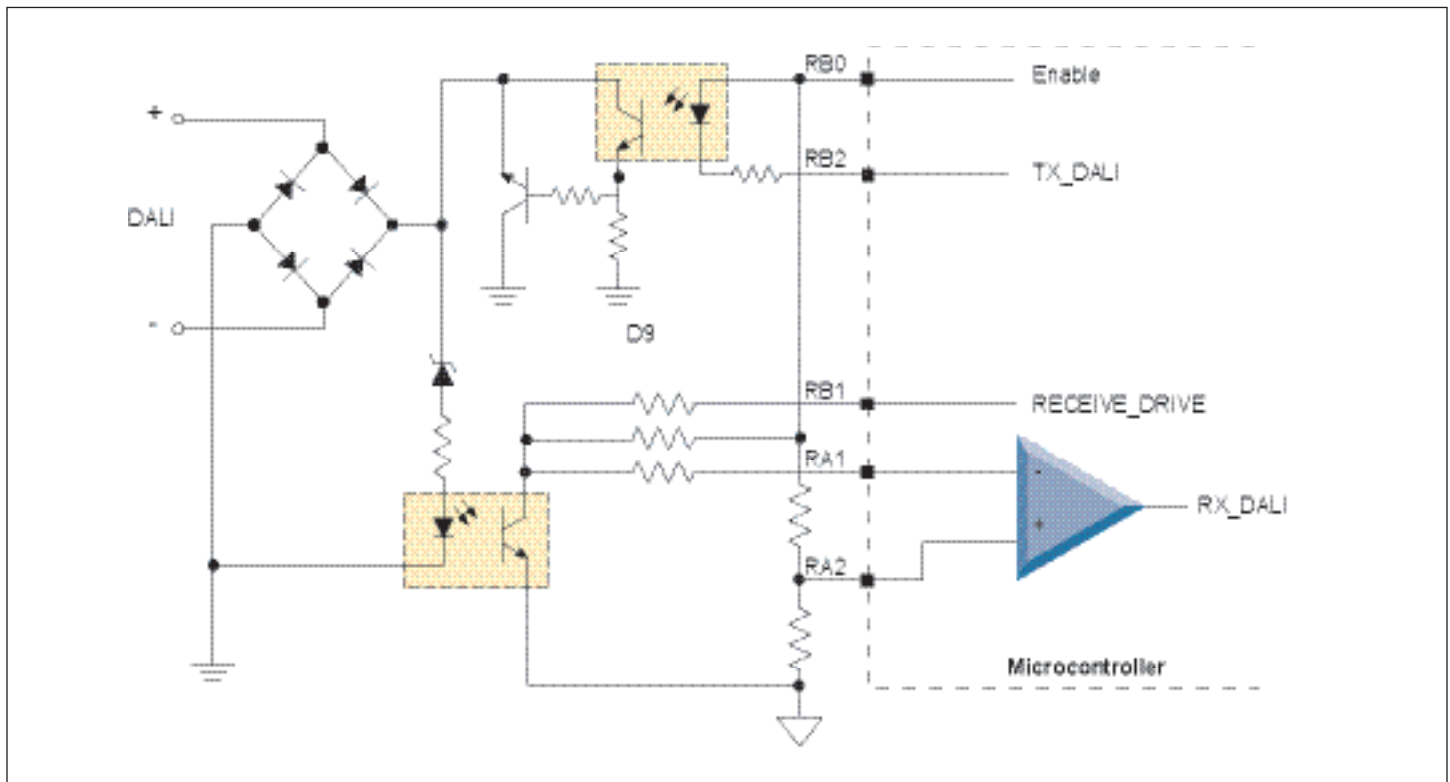 RB0
Enable
+
RB2
TX_DALI
DALI
-
D9
RB1
RECEIVE_DRIVE
RA1
-
RX_DALI
+
RA2
Microcontroller